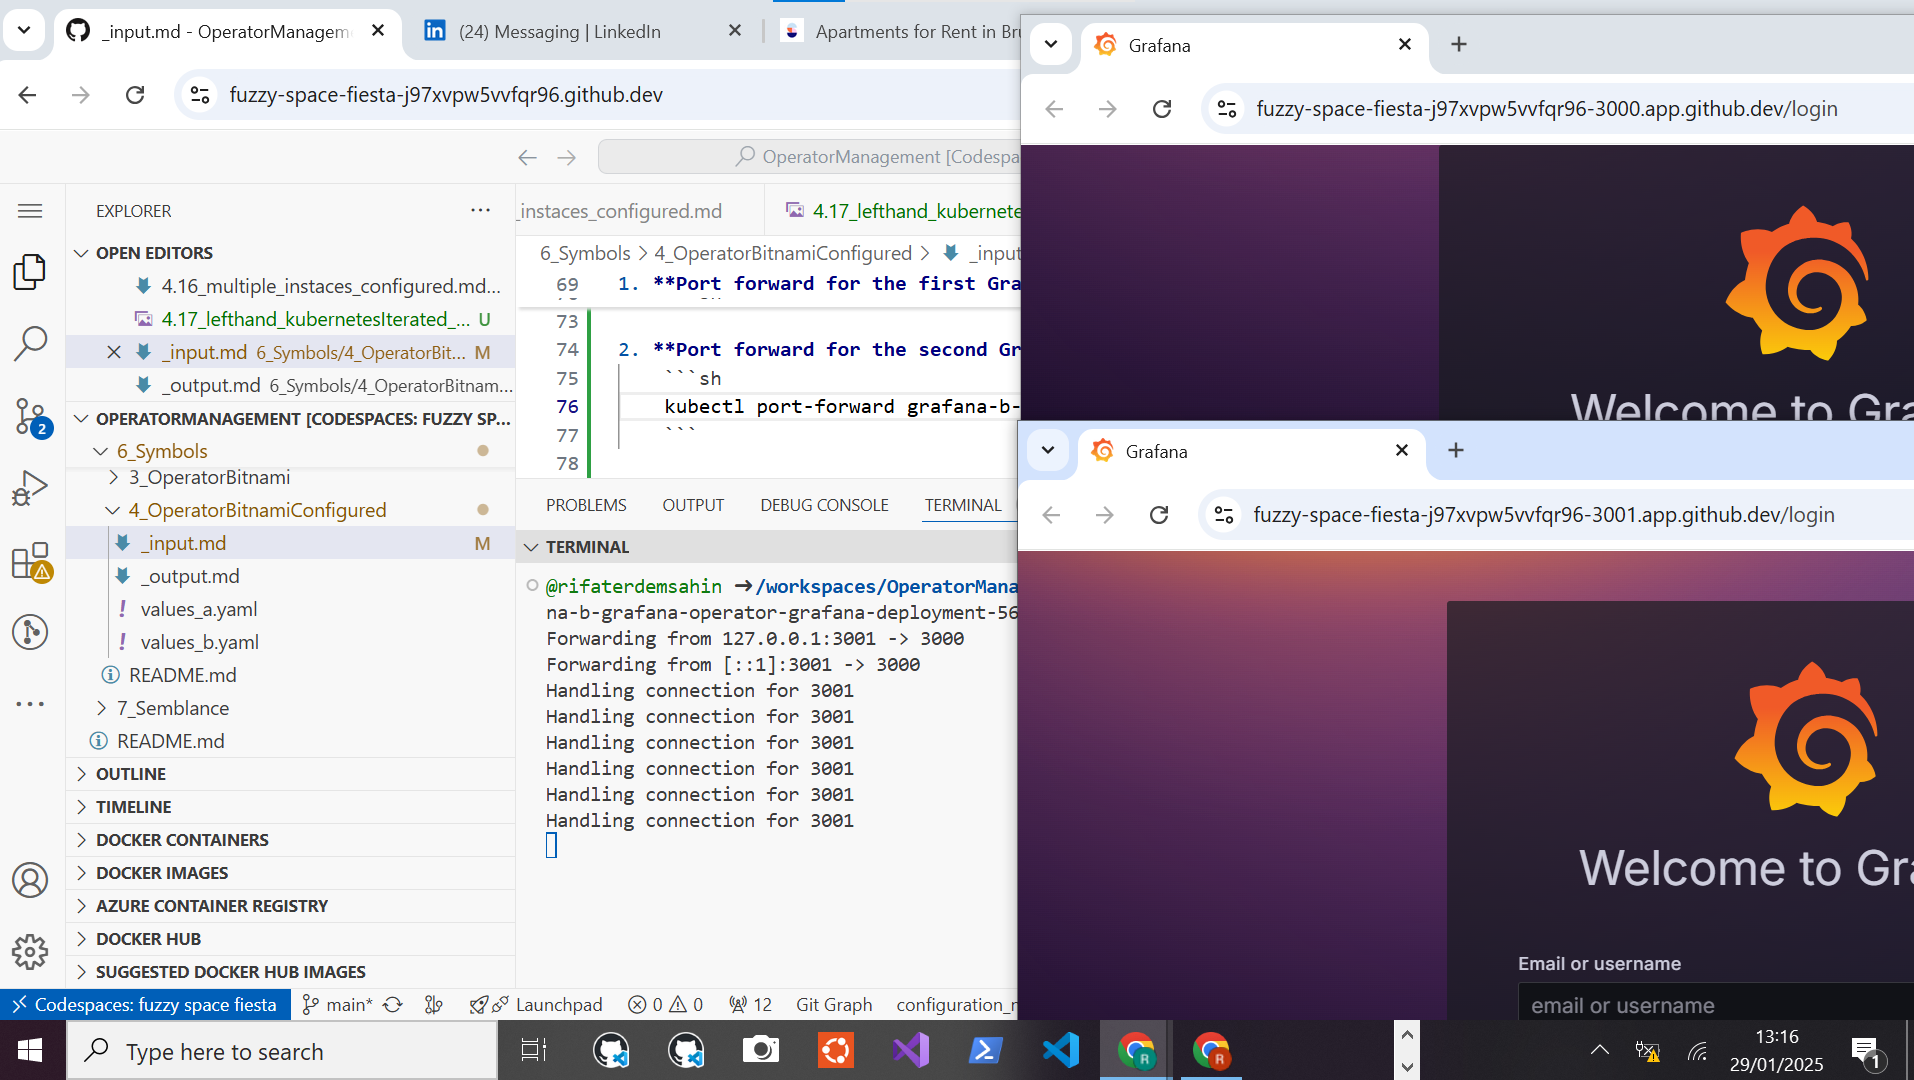 _input.md - OperatorManagem
(24) Messaging | LinkedIn
Apartments for Rent in Bru
fuzzy-space-fiesta-j97xvpw5vvfqr96.github.dev
OperatorManagement [Codespa
EXPLORER
OPEN EDITORS
4.16_multiple_instaces_configured.md...
4.17_lefthand_kubernetesIterated_... U
_input.md 6_Symbols/4_OperatorBit... M
_output.md 6_Symbols/4_OperatorBitnam...
OPERATORMANAGEMENT [CODESPACES: FUZZY SP...
6_Symbols
3_OperatorBitnami
4_OperatorBitnamiConfigured
_input.md M
_output.md
! values_a.yaml
! values_b.yaml
README.md
7_Semblance
README.md
OUTLINE
TIMELINE
DOCKER CONTAINERS
DOCKER IMAGES
AZURE CONTAINER REGISTRY
DOCKER HUB
SUGGESTED DOCKER HUB IMAGES
2
_instaces_configured.md
4.17_lefthand_kubernete
6_Symbols > 4_OperatorBitnamiConfigured > _input
69 1. **Port forward for the first Gra
73
74 2. **Port forward for the second Gr
75 ```sh
76 kubectl port-forward grafana-b-
77 ```
78
PROBLEMS OUTPUT DEBUG CONSOLE TERMINAL
TERMINAL
@rifaterdemsahin ➜/workspaces/OperatorMana
na-b-grafana-operator-grafana-deployment-56
Forwarding from 127.0.0.1:3001 -> 3000
Forwarding from [::1]:3001 -> 3000
Handling connection for 3001
Handling connection for 3001
Handling connection for 3001
Handling connection for 3001
Handling connection for 3001
Handling connection for 3001
Grafana
fuzzy-space-fiesta-j97xvpw5vvfqr96-3000.app.github.dev/login
Welcome to Gra
Grafana
fuzzy-space-fiesta-j97xvpw5vvfqr96-3001.app.github.dev/login
Welcome to Gra
Email or username
email or username
Codespaces: fuzzy space fiesta
main*
Launchpad
0 0
12
Git Graph
configuration_r
Type here to search
R
R
13:16
29/01/2025
1